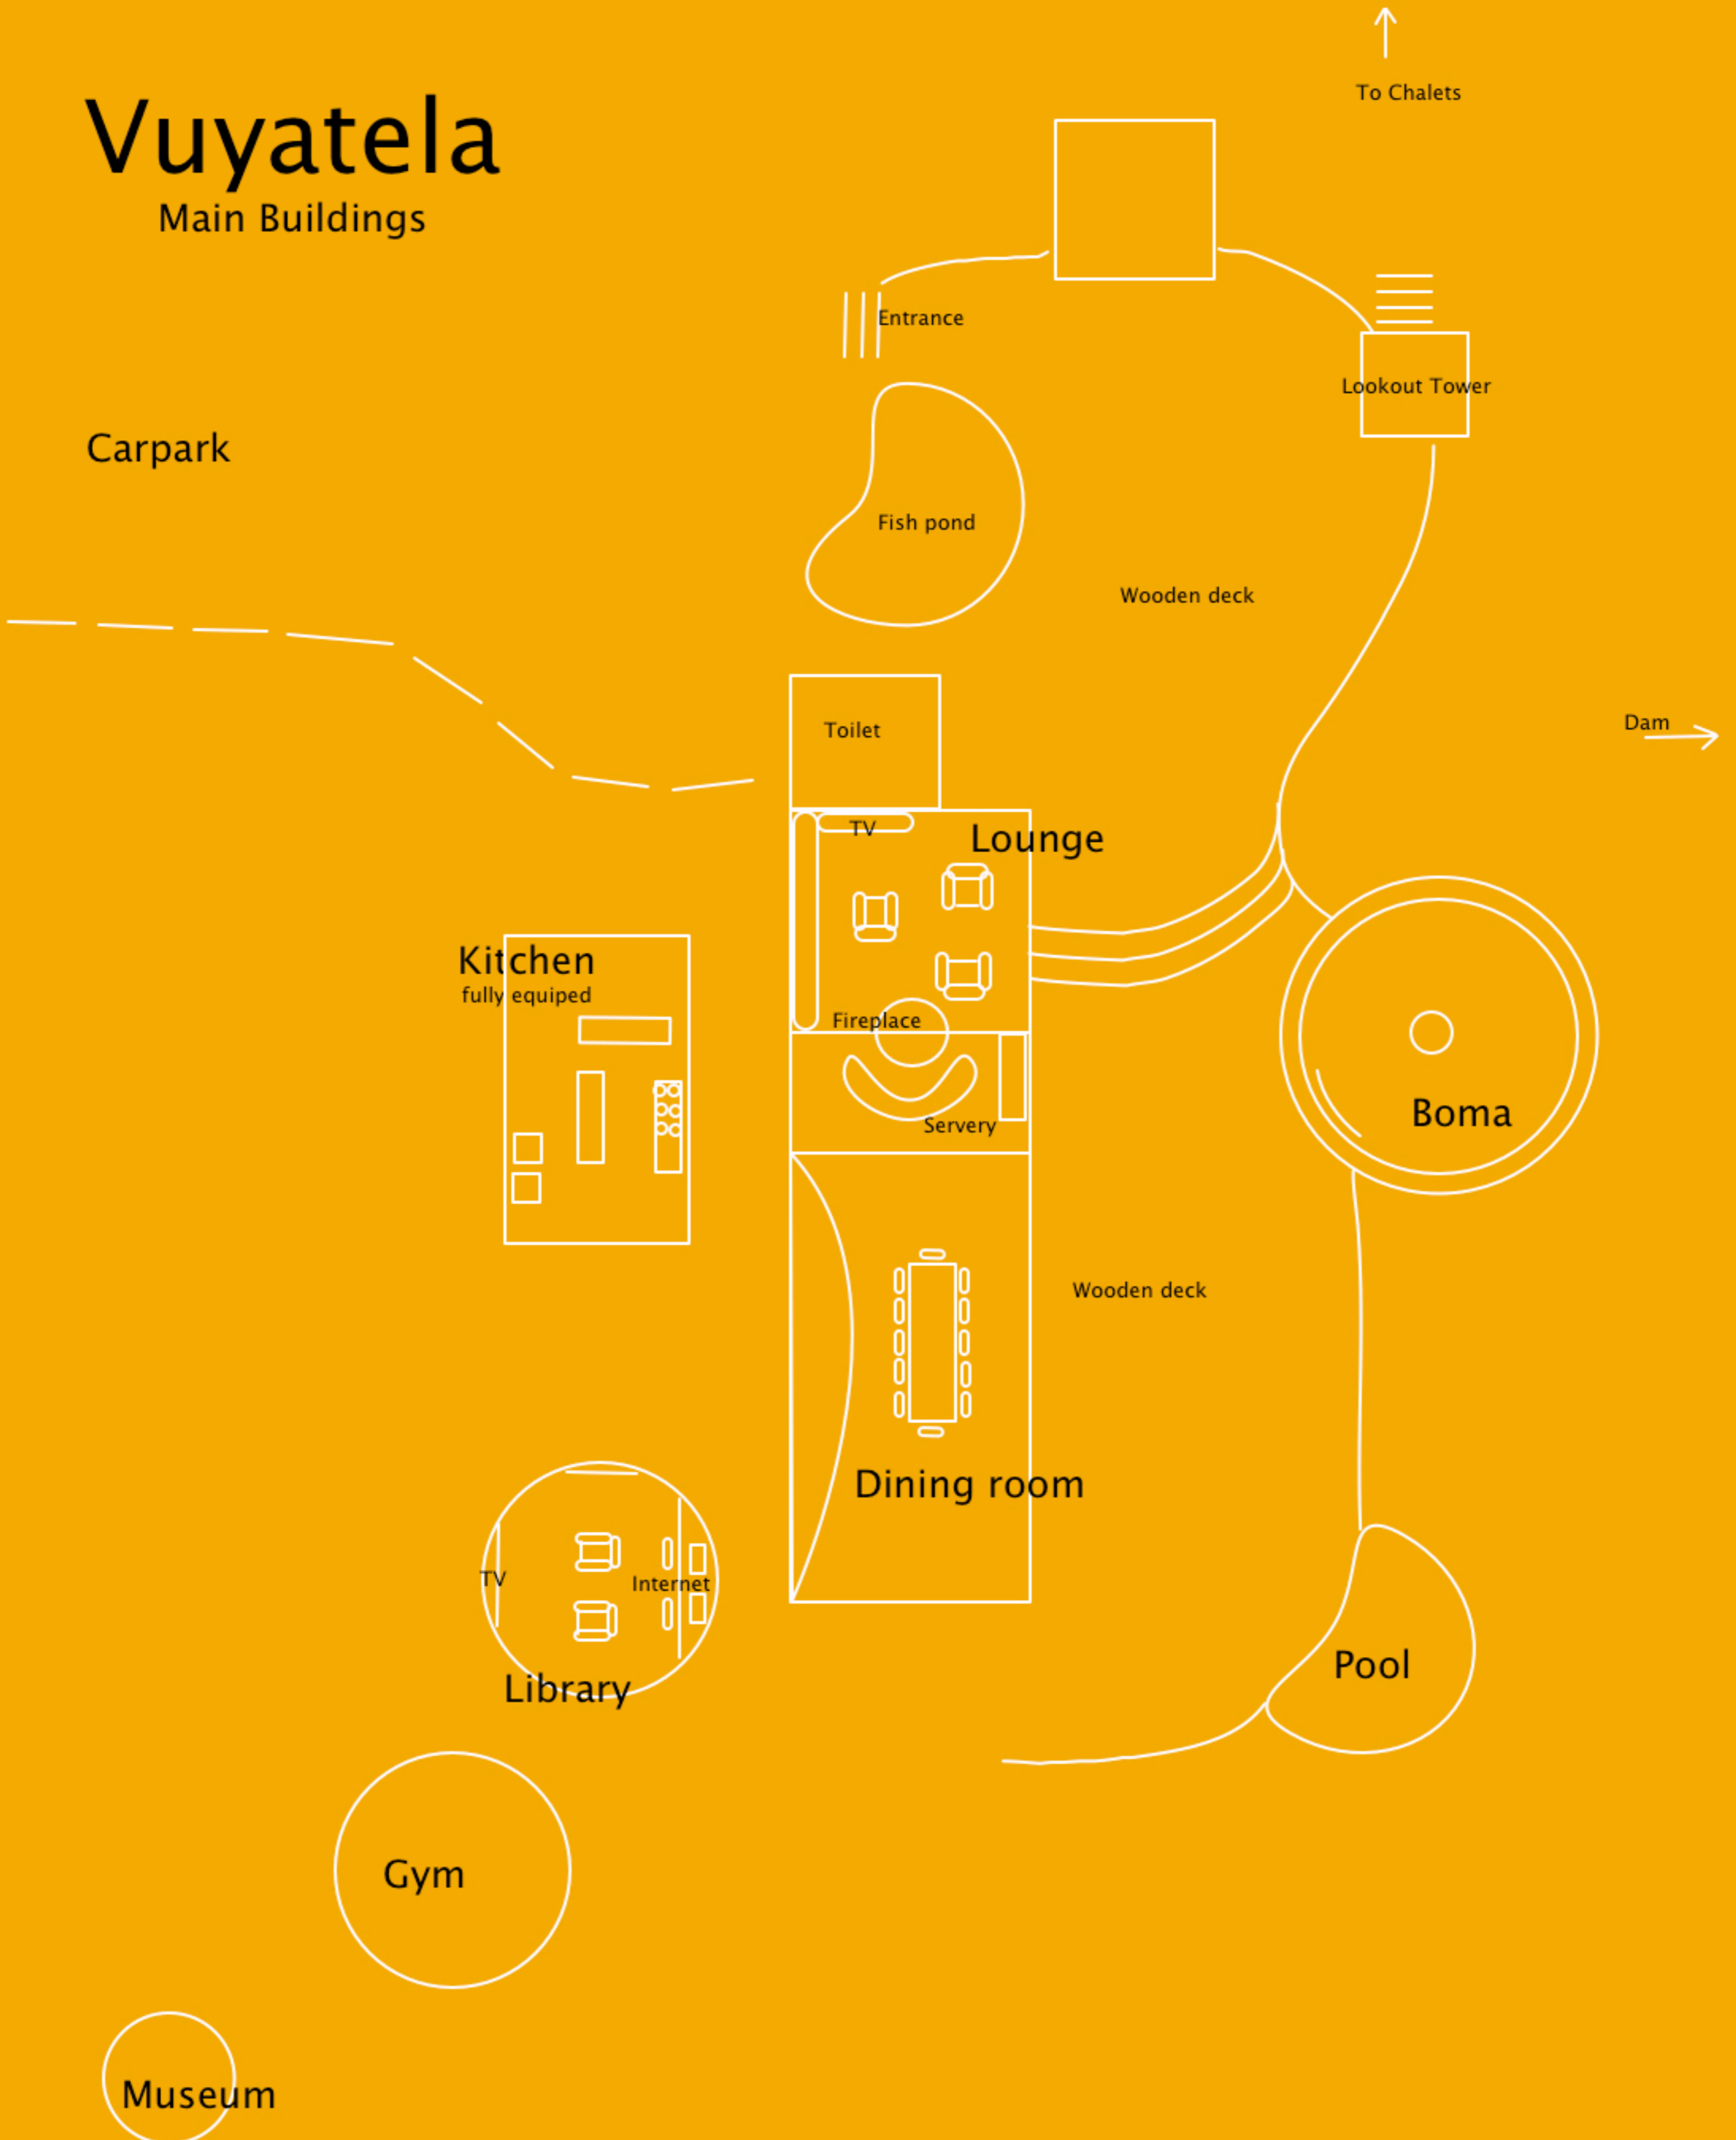 To Chalets
Vuyatela
Main Buildings
Entrance
Lookout Tower
Carpark
Fish pond
Wooden deck
Dam
Toilet
TV
Lounge
Kitchen
fully equiped
Fireplace
Servery
Boma
Wooden deck
Dining room
TV
Internet
Library
Pool
Gym
Museum